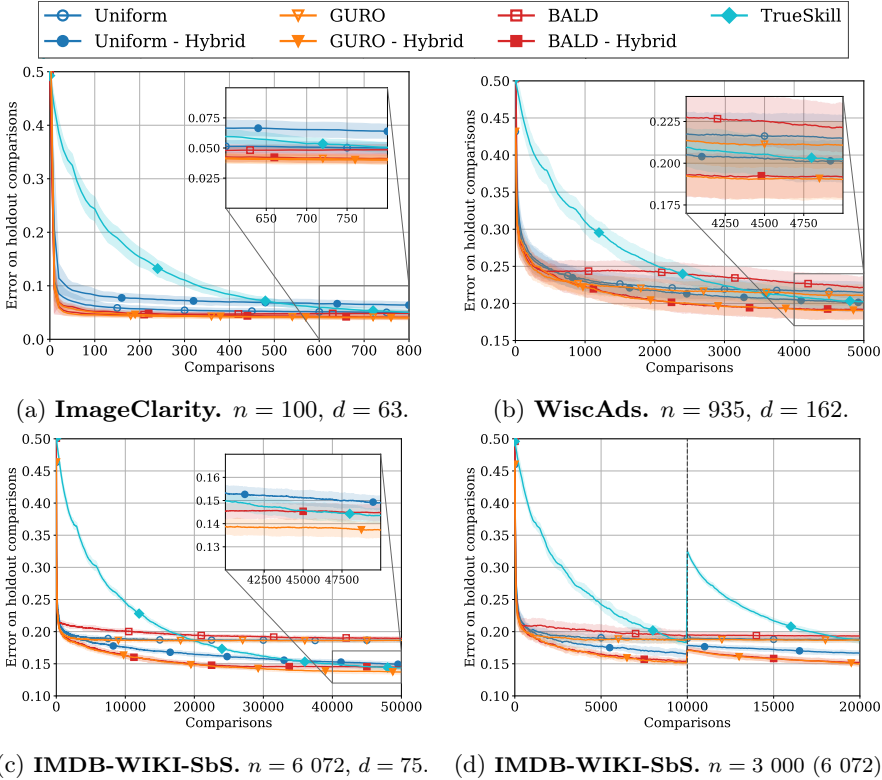 Uniform GURO BALD TrueSkill
Uniform - Hybrid GURO - Hybrid BALD - Hybrid
Error on holdout comparisons
0.5
0.4
0.3
0.2
0.1
0.0
0 100 200 300 400 500 600 700 800
Comparisons
0.075
0.050
0.025
650 700 750
(a) ImageClarity. n = 100, d = 63.
Error on holdout comparisons
0.50
0.45
0.40
0.35
0.30
0.25
0.20
0.15
0 1000 2000 3000 4000 5000
Comparisons
0.225
0.200
0.175
4250 4500 4750
(b) WiscAds. n = 935, d = 162.
Error on holdout comparisons
0.50
0.45
0.40
0.35
0.30
0.25
0.20
0.15
0.10
0 10000 20000 30000 40000 50000
Comparisons
0.16
0.15
0.14
0.13
42500 45000 47500
(c) IMDB-WIKI-SbS. n = 6 072, d = 75.
Error on holdout comparisons
0.50
0.45
0.40
0.35
0.30
0.25
0.20
0.15
0.10
0 5000 10000 15000 20000
Comparisons
(d) IMDB-WIKI-SbS. n = 3 000 (6 072)